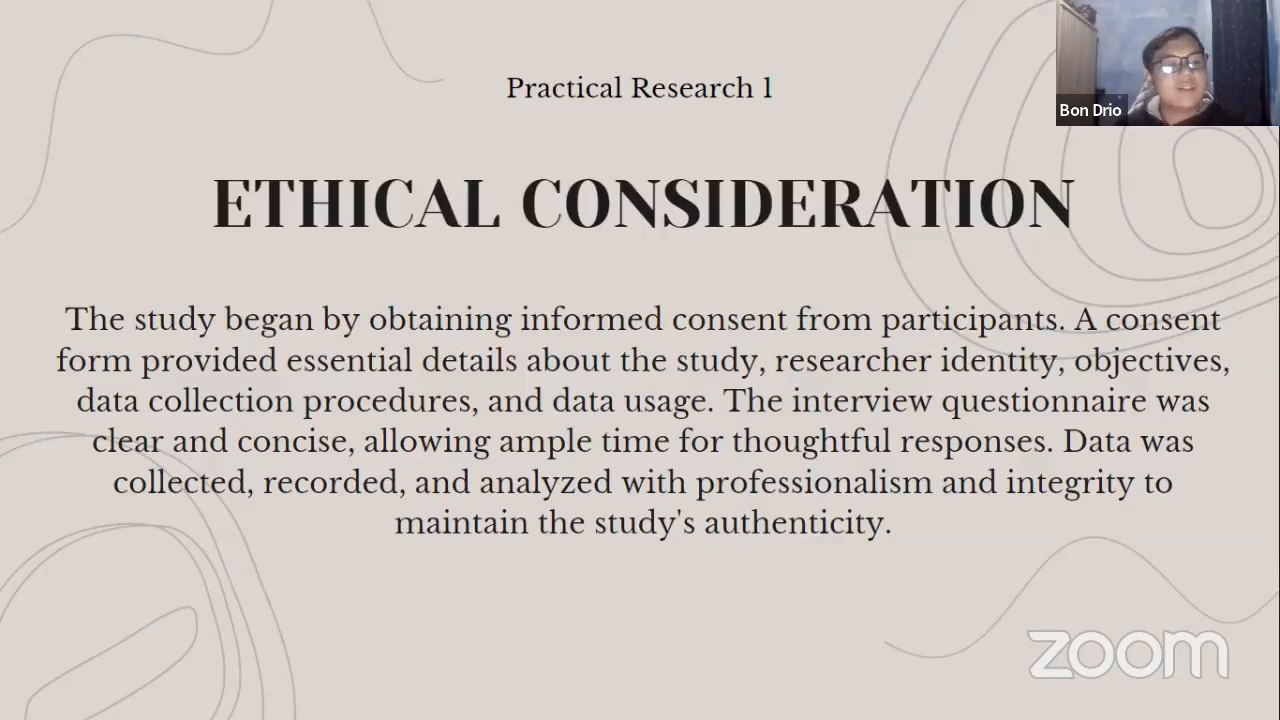 Practical Research 1
Bon Drio
ETHICAL CONSIDERATION
The study began by obtaining informed consent from participants. A consent
form provided essential details about the study, researcher identity, objectives,
data collection procedures, and data usage. The interview questionnaire was
clear and concise, allowing ample time for thoughtful responses. Data was
collected, recorded, and analyzed with professionalism and integrity to
maintain the study's authenticity.
zoom